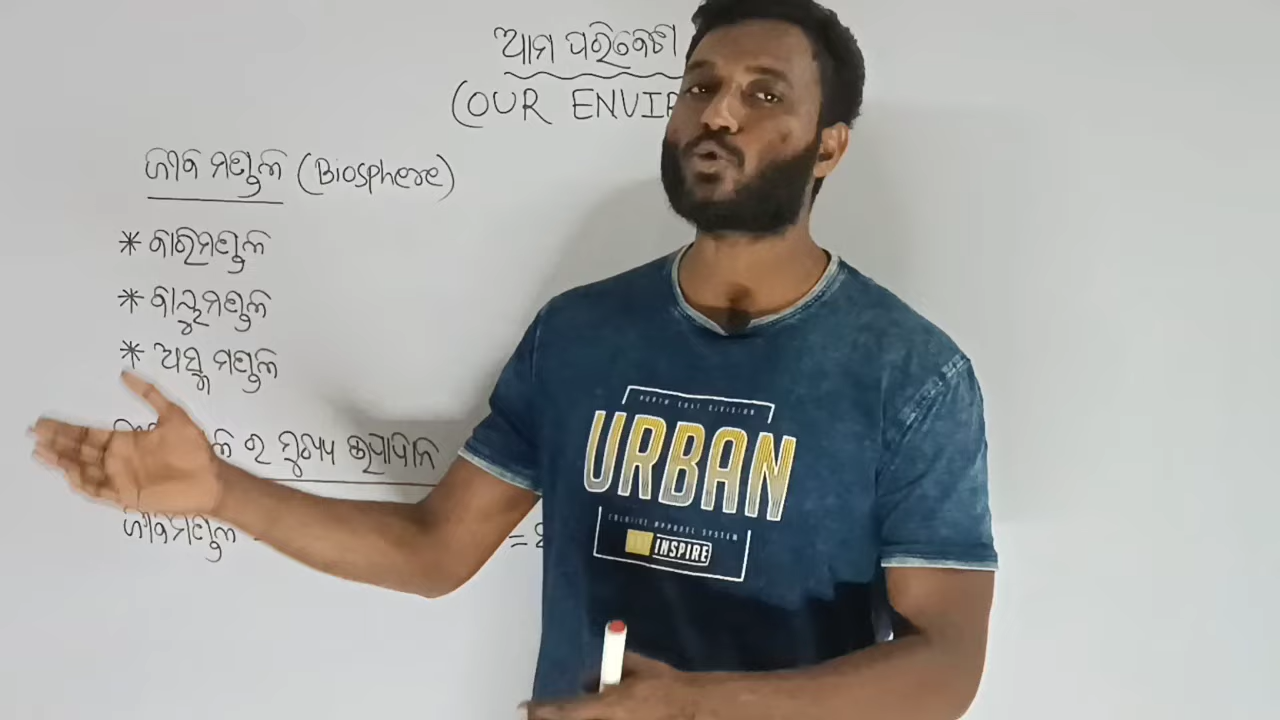 ଆମ ପରିବେଶ
(OUR ENVIR
ଜୀବ ମଣ୍ଡଳ (Biosphere)
* ବାରିମଣ୍ଡଳ
* ବାୟୁମଣ୍ଡଳ
* ଅଶ୍ମ ମଣ୍ଡଳ
ର ମୁଖ୍ୟ ଉପାଦାନ
ଜୀବମଣ୍ଡଳ =
NORTH EAST DIVISION
URBAN
CREATIVE APPAREL SYSTEM
INSPIRE